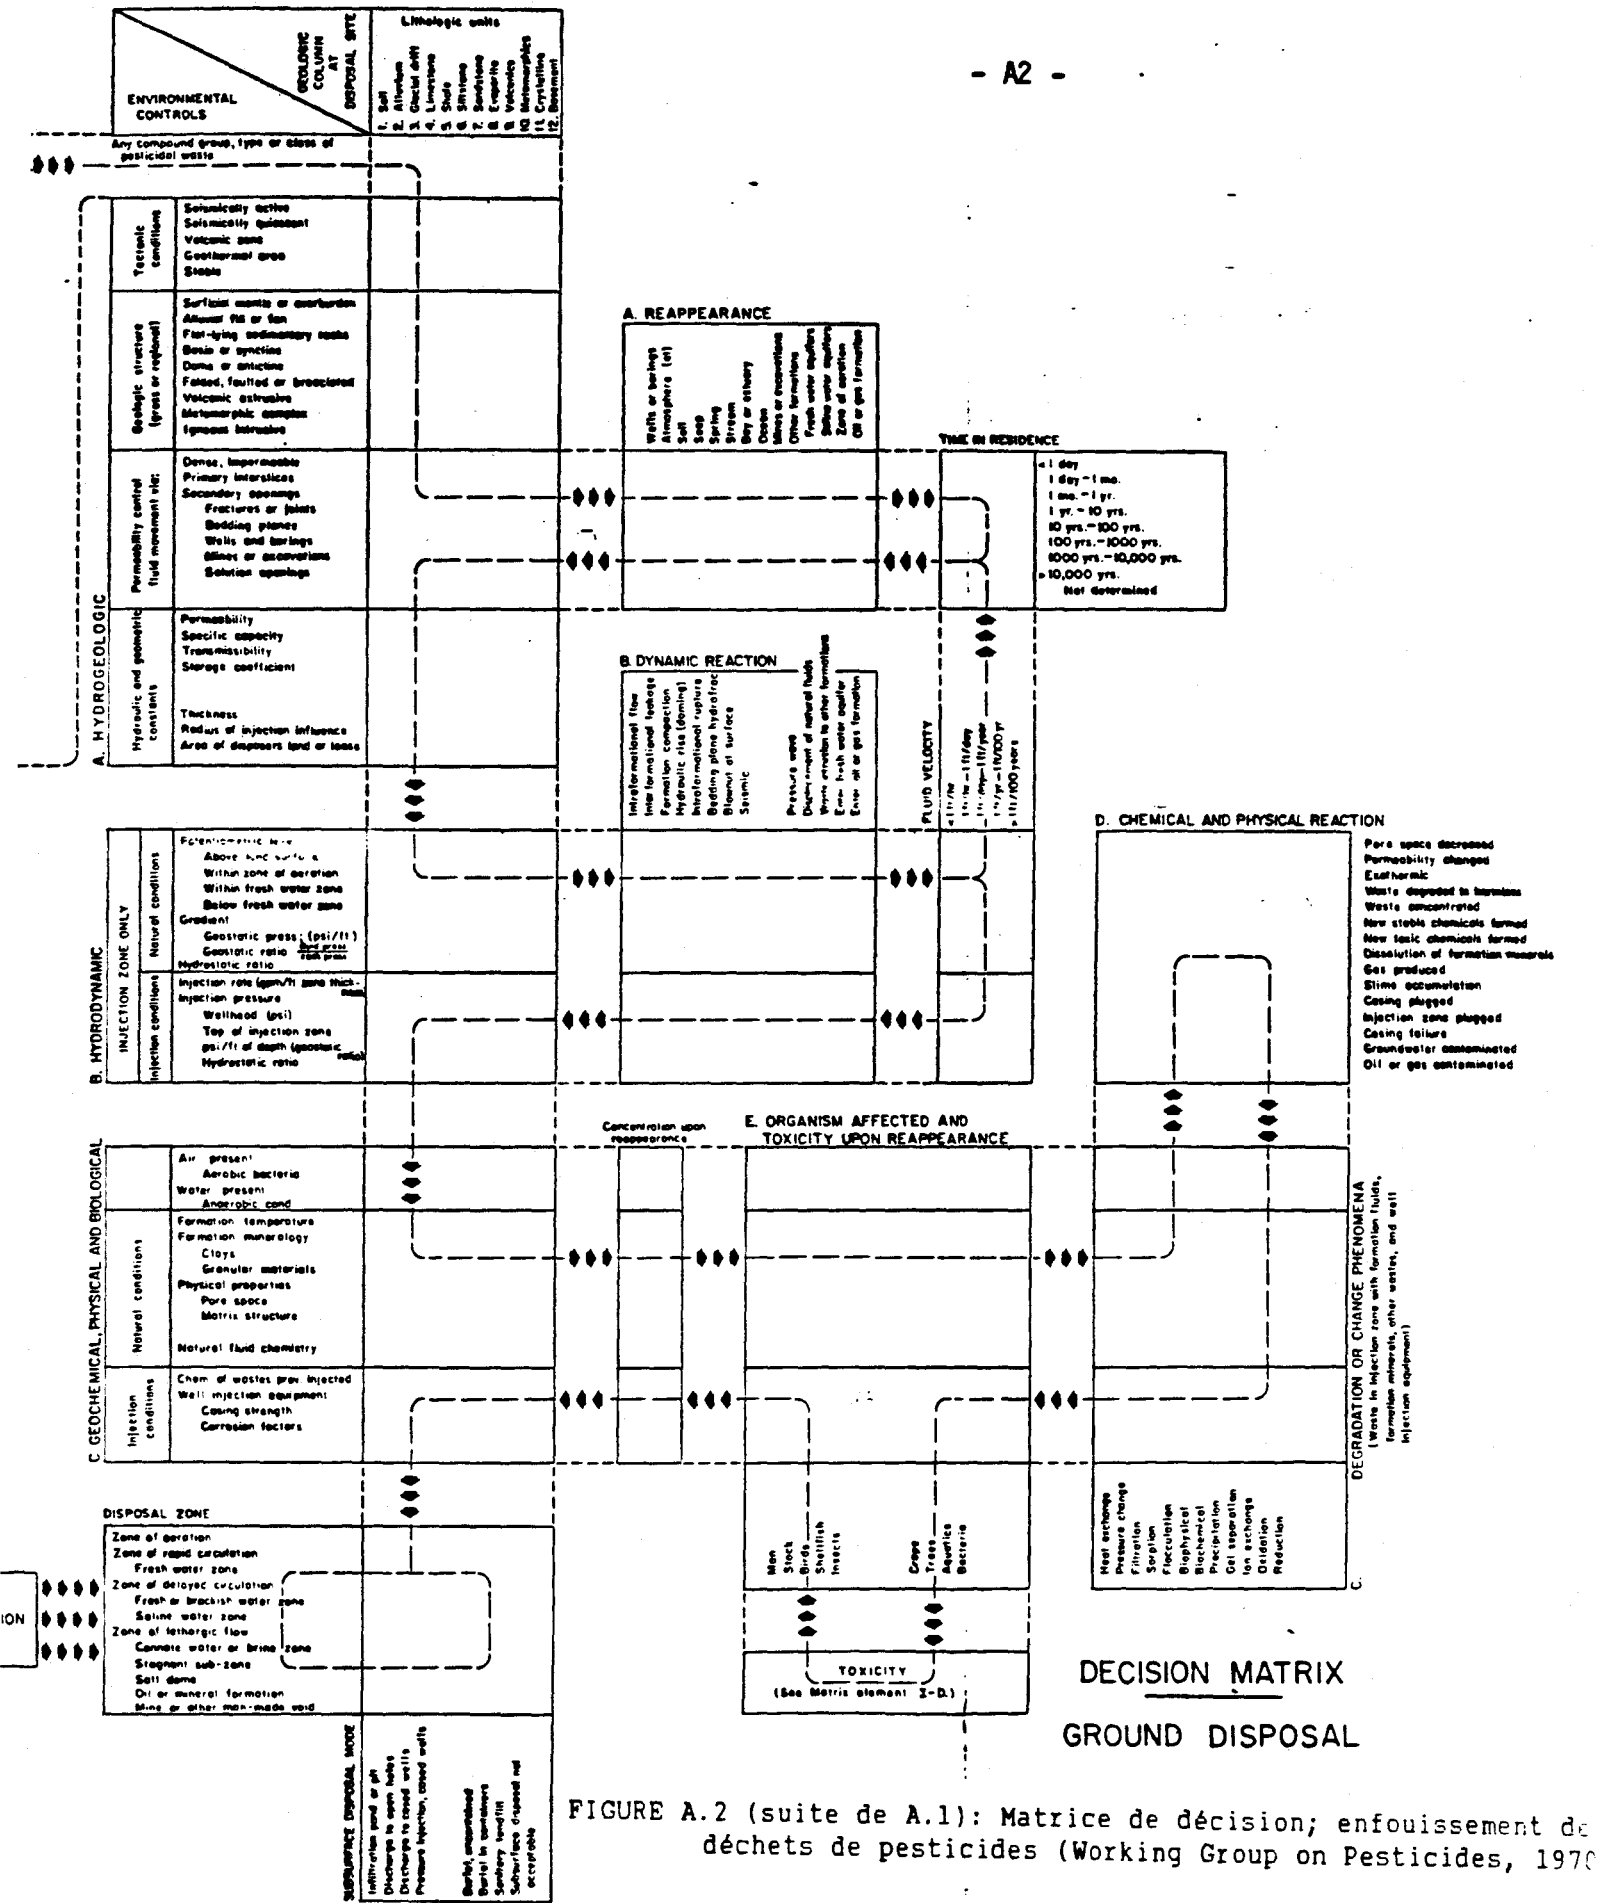 - A2 -
GEOLOGIC
COLUMN
AT
DISPOSAL SITE
ENVIRONMENTAL
CONTROLS
Lithologic units
1. Soil
2. Alluvium
3. Glacial drift
4. Limestone
5. Shale
6. Siltstone
7. Sandstone
8. Evaporite
9. Volcanics
10. Metamorphics
11. Crystalline
12. Basement
Any compound group, type or class of
pesticidal waste
A. HYDROGEOLOGIC
Tectonic
conditions
Seismically active
Seismically quiescent
Volcanic zone
Geothermal area
Stable
Geologic structure
(gross or regional)
Surficial mantle or overburden
Alluvial fill or fan
Flat-lying sedimentary rocks
Basin or syncline
Dome or anticline
Folded, faulted or brecciated
Volcanic extrusive
Metamorphic complex
Igneous intrusive
Permeability control
fluid movement via:
Dense, impermeable
Primary interstices
Secondary openings
Fractures or joints
Bedding planes
Wells and borings
Mines or excavations
Solution openings
Hydraulic and geometric
constants
Permeability
Specific capacity
Transmissibility
Storage coefficient
Thickness
Radius of injection influence
Area of disposers land or lease
A. REAPPEARANCE
Wells or borings
Atmosphere (at)
Soil
Seep
Spring
Stream
Bay or estuary
Ocean
Mines or excavations
Other formations
Fresh water aquifers
Saline water aquifers
Zone of aeration
Oil or gas formation
TIME IN RESIDENCE
< 1 day
1 day - 1 mo.
1 mo. - 1 yr.
1 yr. - 10 yrs.
10 yrs. - 100 yrs.
100 yrs. - 1000 yrs.
1000 yrs. - 10,000 yrs.
> 10,000 yrs.
Not determined
B. DYNAMIC REACTION
Intraformational flow
Interformational leakage
Formation compaction
Hydraulic rise (doming)
Intraformational rupture
Bedding plane hydrofrac
Blowout at surface
Seismic
Pressure wave
Displacement of natural fluids
Waste intrusion to other formations
Enter fresh water aquifer
Enter oil or gas formation
FLUID VELOCITY
B. HYDRODYNAMIC
INJECTION ZONE ONLY
Natural conditions
Potentiometric level
Above land surface
Within zone of aeration
Within fresh water zone
Below fresh water zone
Gradient
Geostatic press. (psi/ft)
Geostatic ratio
Hydrostatic ratio
Injection conditions
Injection rate (gpm/ft zone thick-
Injection pressure
Wellhead (psi)
Top of injection zone
psi/ft of depth (geostatic
ratio)
Hydrostatic ratio
D. CHEMICAL AND PHYSICAL REACTION
Pore space decreased
Permeability changed
Exothermic
Waste degraded to harmless
Waste concentrated
New stable chemicals formed
New toxic chemicals formed
Dissolution of formation minerals
Gas produced
Slime accumulation
Casing plugged
Injection zone plugged
Casing failure
Groundwater contaminated
Oil or gas contaminated
C. GEOCHEMICAL, PHYSICAL AND BIOLOGICAL
Air present
Aerobic bacteria
Water present
Anaerobic cond
Natural conditions
Formation temperature
Formation mineralogy
Clays
Granular materials
Physical properties
Pore space
Matrix structure
Natural fluid chemistry
Injection
conditions
Chem of wastes prev. injected
Well injection equipment
Casing strength
Corrosion factors
Concentration upon
reappearance
E. ORGANISM AFFECTED AND
TOXICITY UPON REAPPEARANCE
Man
Stock
Birds
Shellfish
Insects
Crops
Trees
Aquatics
Bacteria
TOXICITY
(See Matrix element I-D.)
Heat exchange
Pressure change
Filtration
Sorption
Flocculation
Biophysical
Biochemical
Precipitation
Gel separation
Ion exchange
Oxidation
Reduction
C. DEGRADATION OR CHANGE PHENOMENA
(Waste in injection zone with formation fluids,
formation minerals, other wastes, and well
injection equipment)
DISPOSAL ZONE
Zone of aeration
Zone of rapid circulation
Fresh water zone
Zone of delayed circulation
Fresh or brackish water zone
Saline water zone
Zone of lethargic flow
Connate water or brine zone
Stagnant sub-zone
Salt dome
Oil or mineral formation
Mine or other man-made void
ION
SUBSURFACE DISPOSAL MODE
Infiltration pond or pit
Discharge to open holes
Discharge to cased wells
Pressure injection, cased wells
Burial, uncontained
Burial in containers
Sanitary landfill
Subsurface disposal not
acceptable
DECISION MATRIX
GROUND DISPOSAL
FIGURE A.2 (suite de A.1): Matrice de décision; enfouissement de
déchets de pesticides (Working Group on Pesticides, 1970